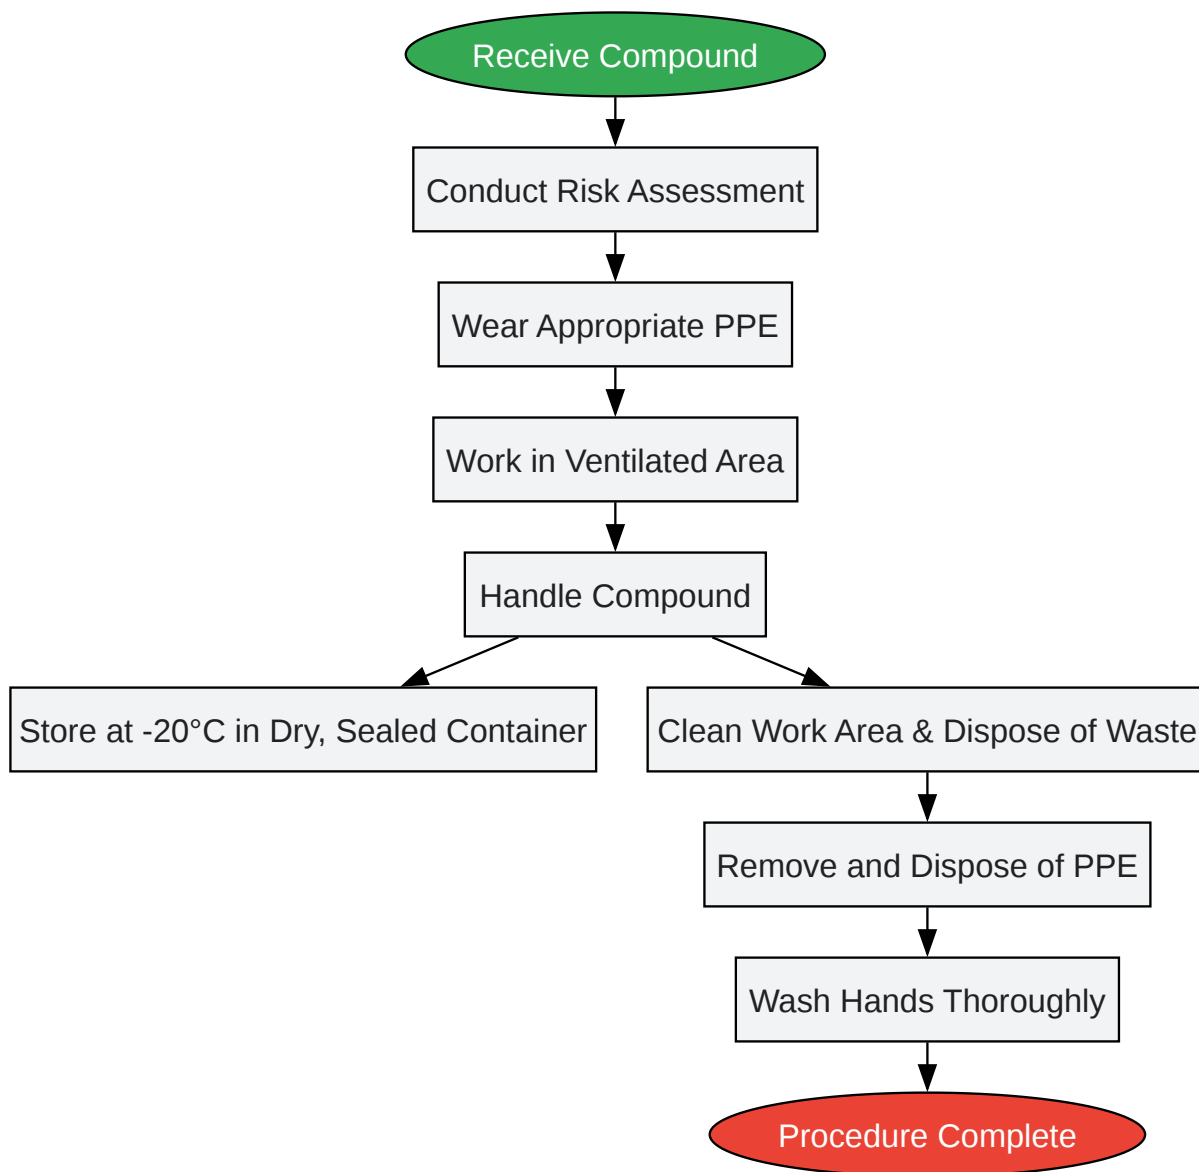 Receive Compound
Conduct Risk Assessment
Wear Appropriate PPE
Work in Ventilated Area
Handle Compound
Store at -20°C in Dry, Sealed Container
Clean Work Area & Dispose of Waste
Remove and Dispose of PPE
Wash Hands Thoroughly
Procedure Complete